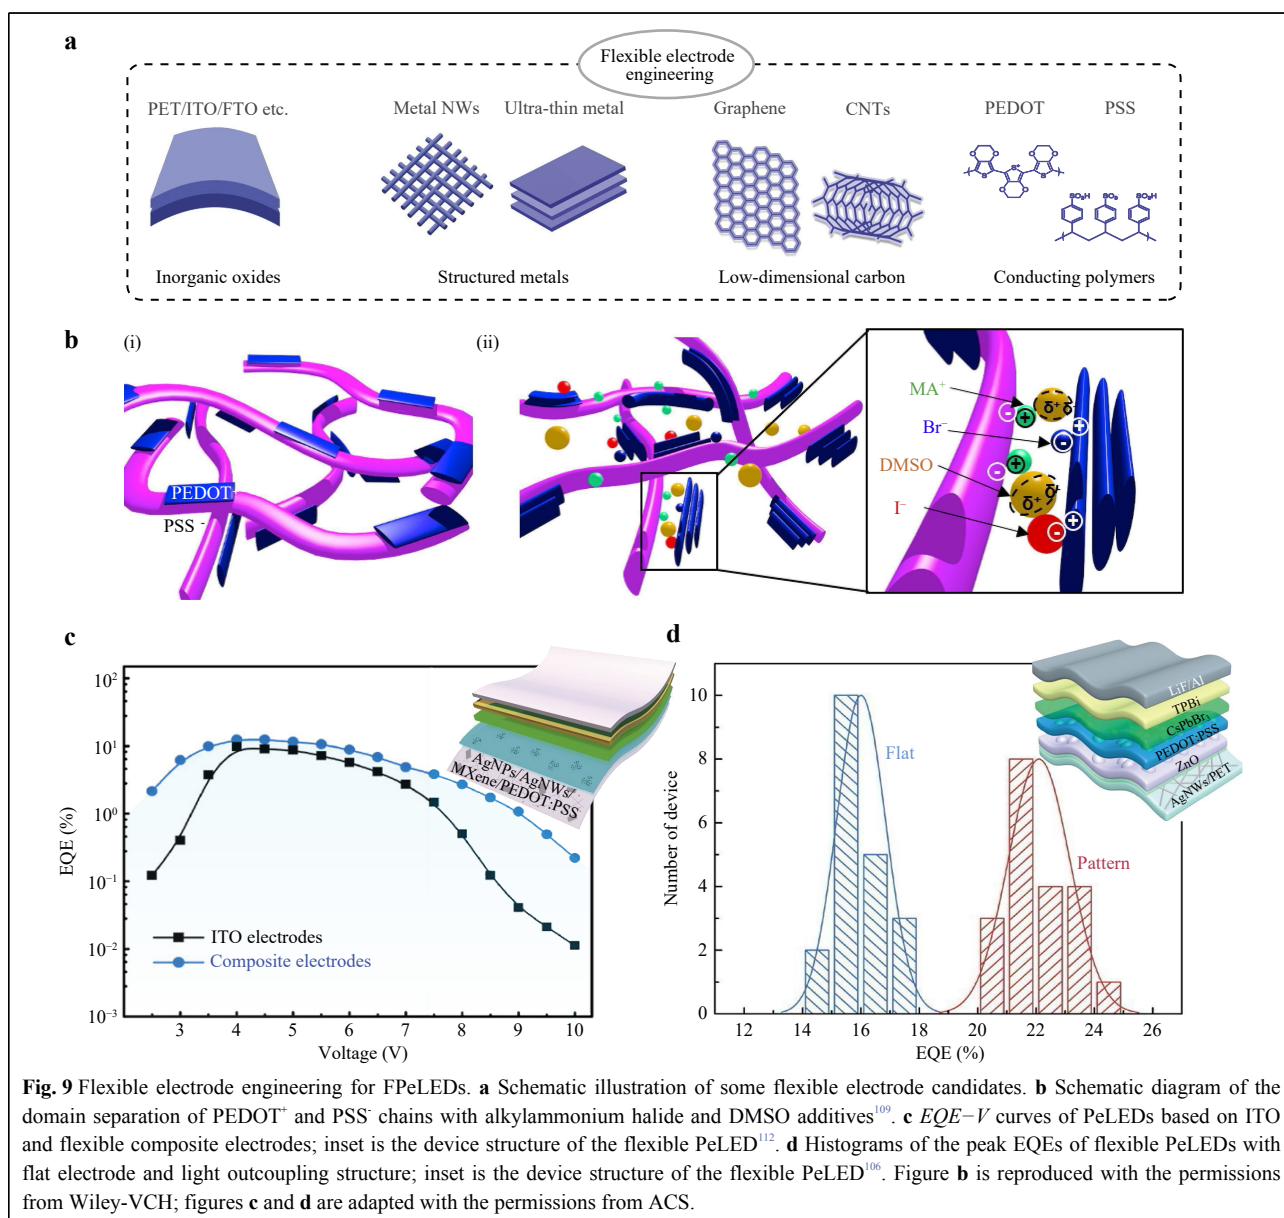 a
Flexible electrode
engineering
PET/ITO/FTO etc.
Metal NWs
Ultra-thin metal
Graphene
CNTs
PEDOT
PSS
SO₃H
SO₃
SO₃H
Inorganic oxides
Structured metals
Low-dimensional carbon
Conducting polymers
b
(i)
(ii)
PEDOT
PSS⁻
MA⁺
Br⁻
DMSO
I⁻
δ⁺ δ⁺
δ⁺ δ⁺
c
EQE (%)
10²
10¹
10⁰
10⁻¹
10⁻²
10⁻³
3 4 5 6 7 8 9 10
Voltage (V)
ITO electrodes
Composite electrodes
AgNPs/AgNWs/
MXene/PEDOT:PSS
d
Number of device
10
8
6
4
2
0
12 14 16 18 20 22 24 26
EQE (%)
Flat
Pattern
LiF/Al
TPBi
CsPbBr₃
PEDOT:PSS
ZnO
AgNWs/PET
Fig. 9 Flexible electrode engineering for FPeLEDs. a Schematic illustration of some flexible electrode candidates. b Schematic diagram of the
domain separation of PEDOT⁺ and PSS⁻ chains with alkylammonium halide and DMSO additives¹⁰⁹. c EQE−V curves of PeLEDs based on ITO
and flexible composite electrodes; inset is the device structure of the flexible PeLED¹¹². d Histograms of the peak EQEs of flexible PeLEDs with
flat electrode and light outcoupling structure; inset is the device structure of the flexible PeLED¹⁰⁶. Figure b is reproduced with the permissions
from Wiley-VCH; figures c and d are adapted with the permissions from ACS.